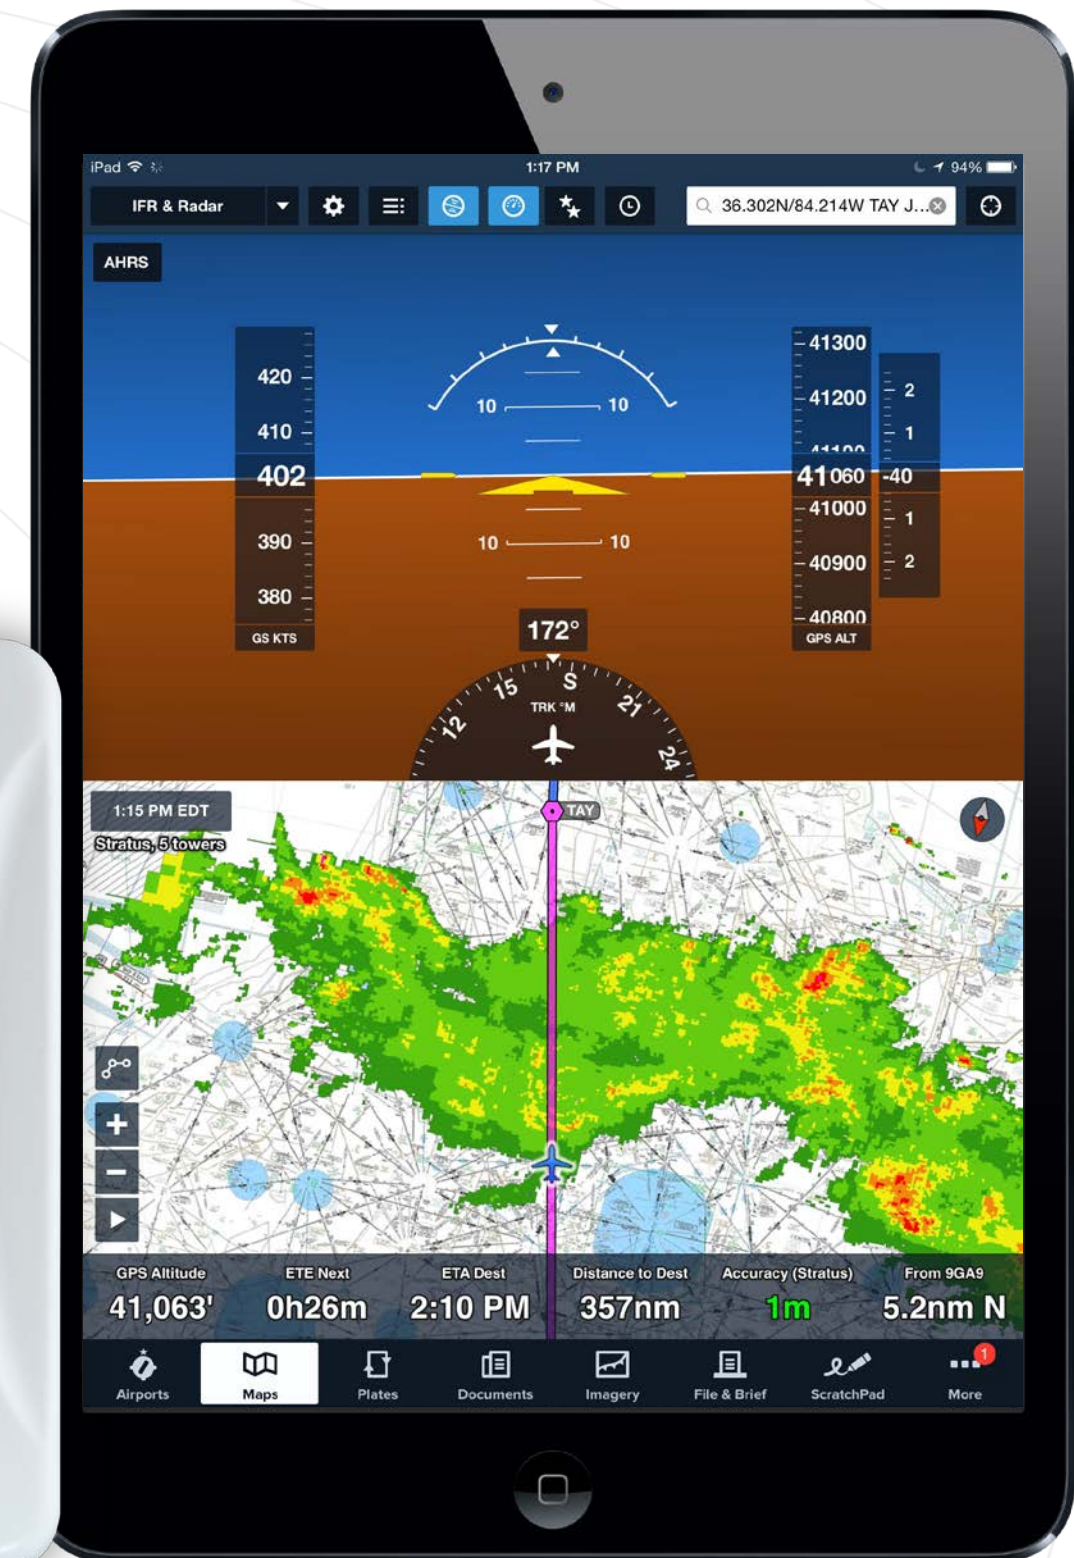 iPad 1:17 PM 94%
IFR & Radar 36.302N/84.214W TAY J...
AHRS
41300
420 41200 2
10 10
410 1
41100
402 41060 -40
41000
390 10 10 1
40900 2
380
40800
GS KTS 172° GPS ALT
12 15 S 21 24
TRK °M
1:15 PM EDT TAY
Stratus, 5 towers
GPS Altitude ETE Next ETA Dest Distance to Dest Accuracy (Stratus) From 9GA9
41,063' 0h26m 2:10 PM 357nm 1m 5.2nm N
1
Airports Maps Plates Documents Imagery File & Brief ScratchPad More